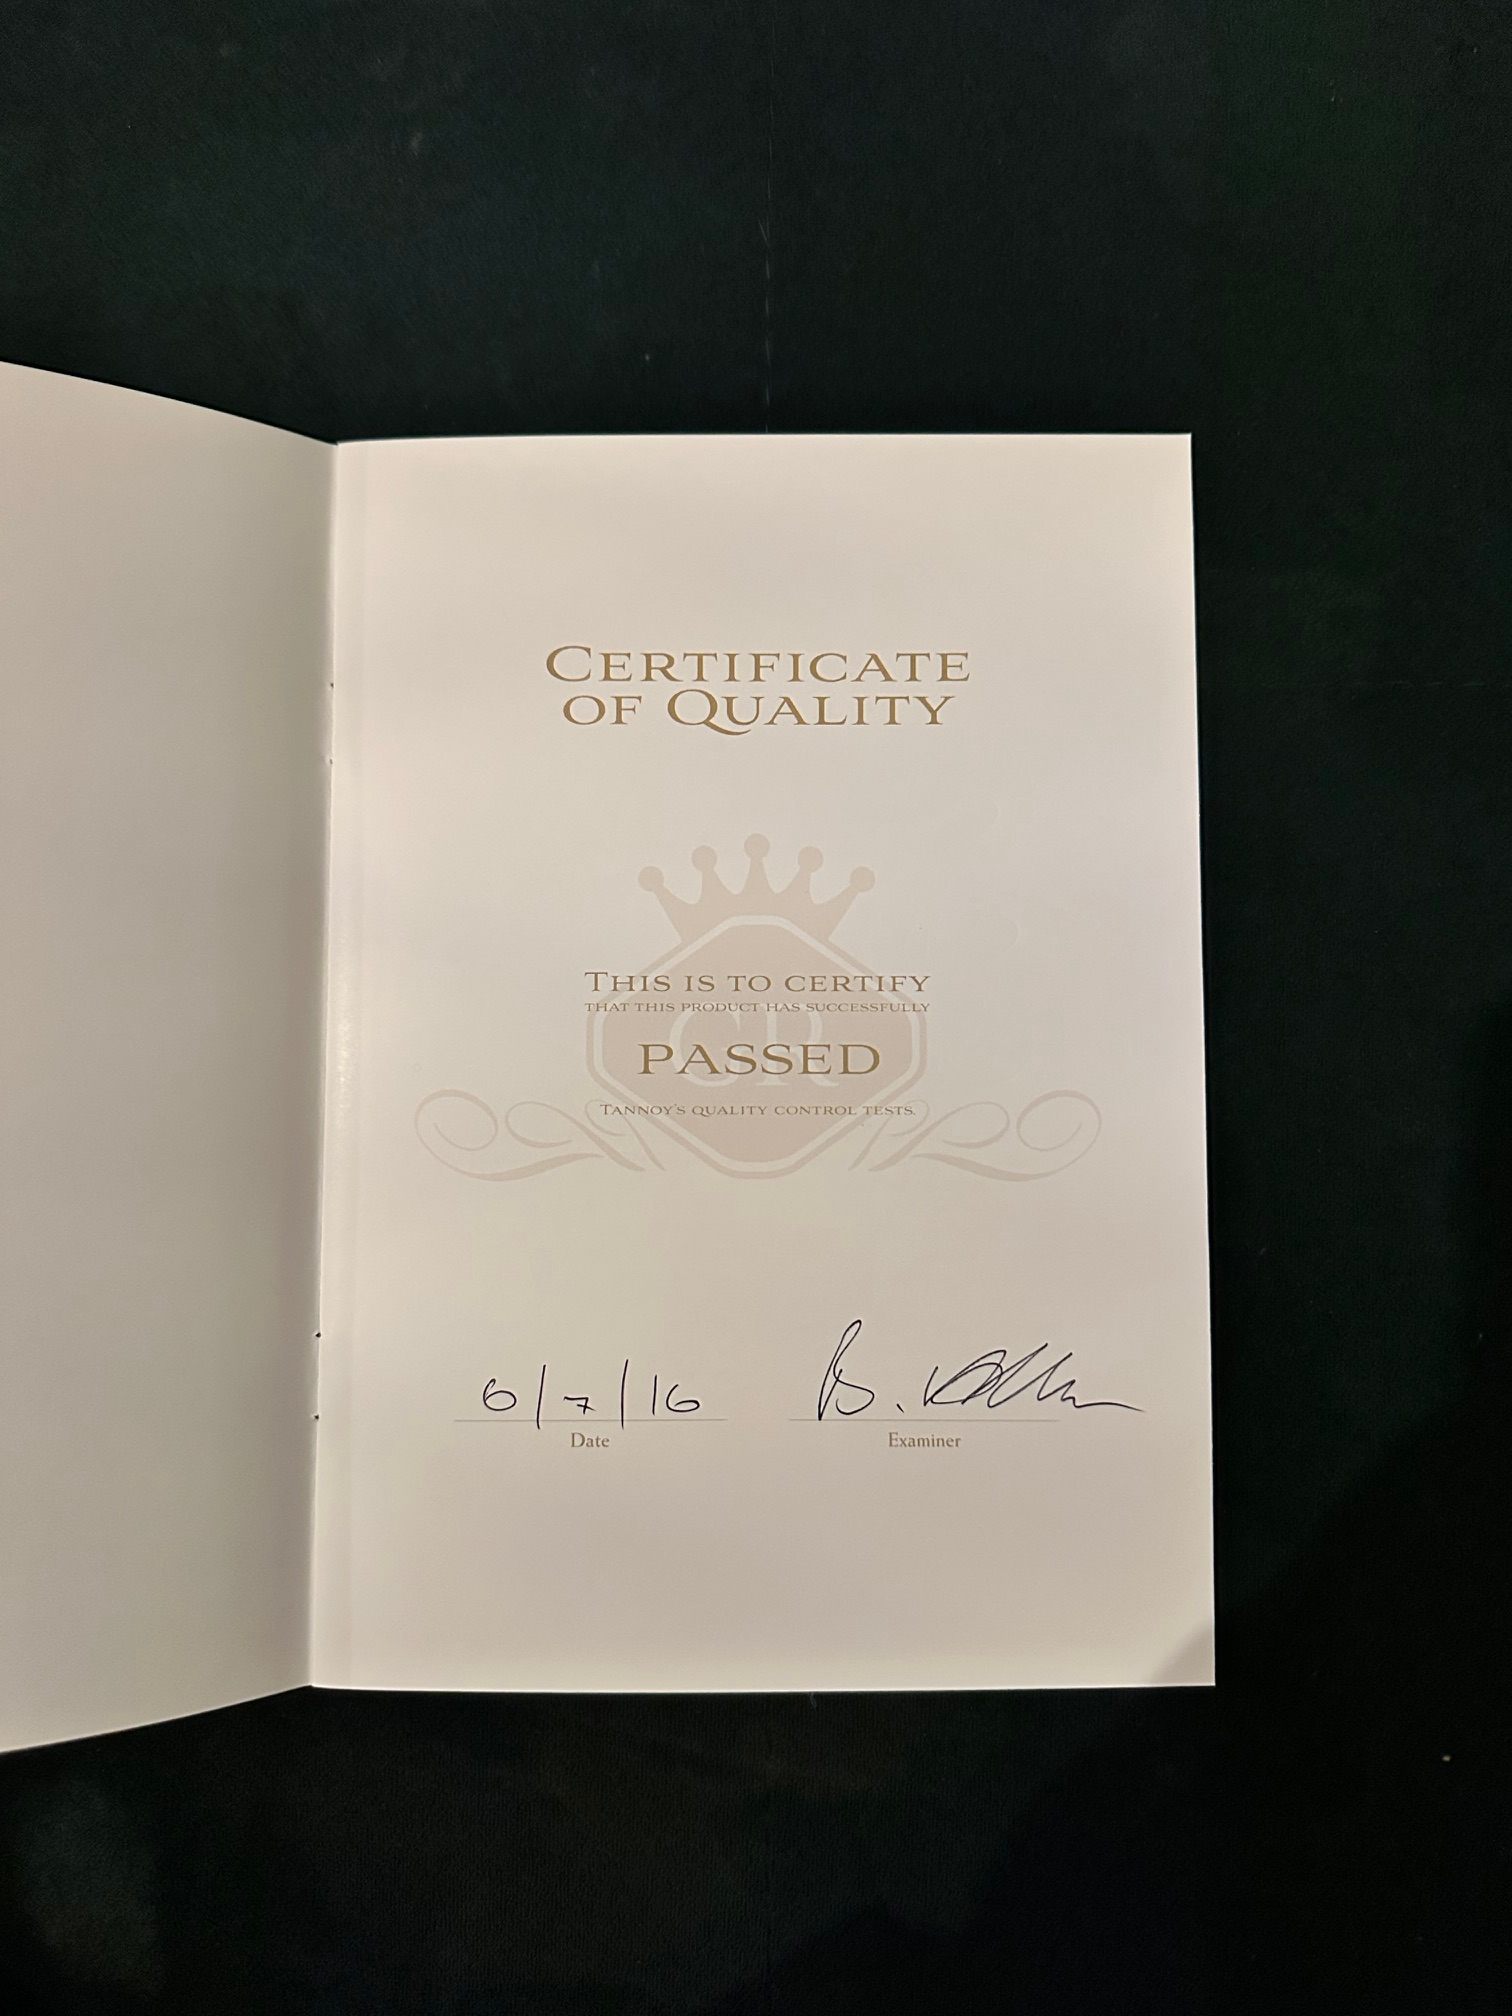 CERTIFICATE
OF QUALITY
THIS IS TO CERTIFY
THAT THIS PRODUCT HAS SUCCESSFULLY
CR
PASSED
TANNOY'S QUALITY CONTROL TESTS.
6/7/16
B.
Date
Examiner